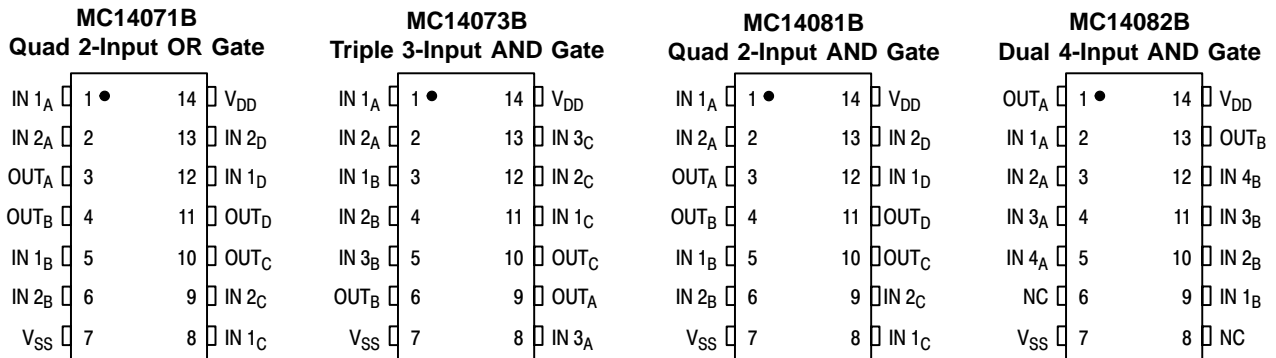 MC14071B
Quad 2-Input OR Gate
IN 1A 1 14 VDD
IN 2A 2 13 IN 2D
OUTA 3 12 IN 1D
OUTB 4 11 OUTD
IN 1B 5 10 OUTC
IN 2B 6 9 IN 2C
VSS 7 8 IN 1C
MC14073B
Triple 3-Input AND Gate
IN 1A 1 14 VDD
IN 2A 2 13 IN 3C
IN 1B 3 12 IN 2C
IN 2B 4 11 IN 1C
IN 3B 5 10 OUTC
OUTB 6 9 OUTA
VSS 7 8 IN 3A
MC14081B
Quad 2-Input AND Gate
IN 1A 1 14 VDD
IN 2A 2 13 IN 2D
OUTA 3 12 IN 1D
OUTB 4 11 OUTD
IN 1B 5 10 OUTC
IN 2B 6 9 IN 2C
VSS 7 8 IN 1C
MC14082B
Dual 4-Input AND Gate
OUTA 1 14 VDD
IN 1A 2 13 OUTB
IN 2A 3 12 IN 4B
IN 3A 4 11 IN 3B
IN 4A 5 10 IN 2B
NC 6 9 IN 1B
VSS 7 8 NC